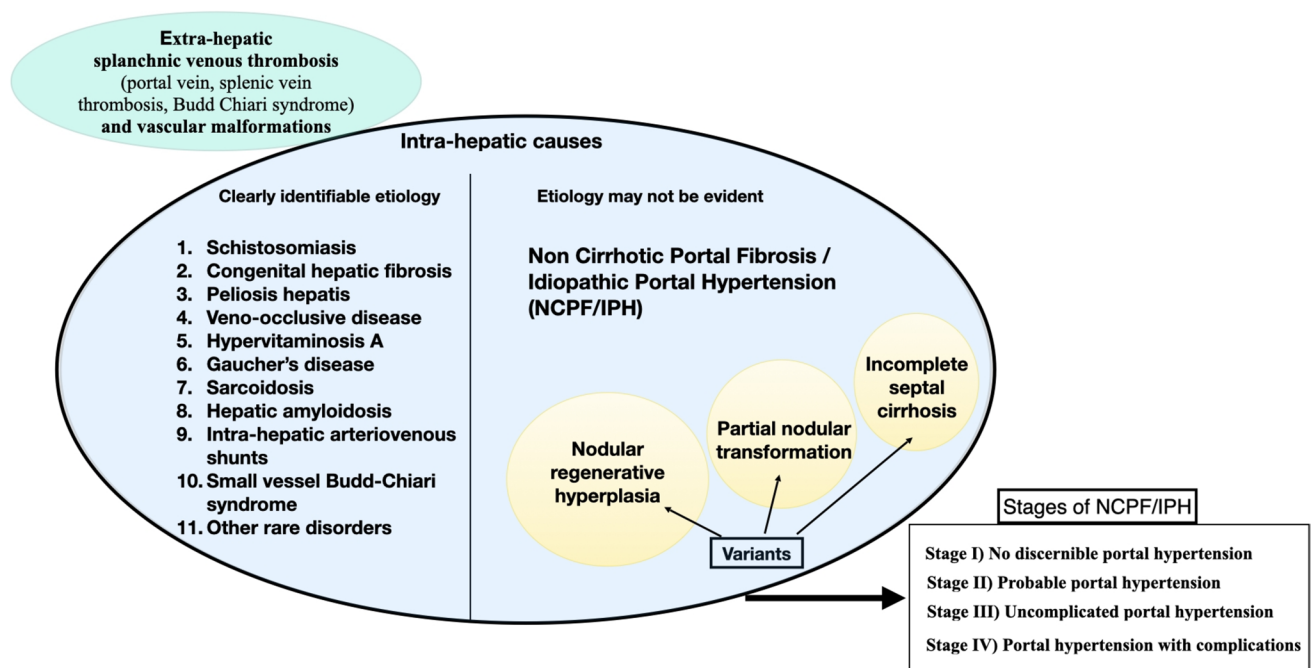 Extra-hepatic
splanchnic venous thrombosis
(portal vein, splenic vein
thrombosis, Budd Chiari syndrome)
and vascular malformations
Intra-hepatic causes
Clearly identifiable etiology
1. Schistosomiasis
2. Congenital hepatic fibrosis
3. Peliosis hepatis
4. Veno-occlusive disease
5. Hypervitaminosis A
6. Gaucher's disease
7. Sarcoidosis
8. Hepatic amyloidosis
9. Intra-hepatic arteriovenous
shunts
10. Small vessel Budd-Chiari
syndrome
11. Other rare disorders
Etiology may not be evident
Non Cirrhotic Portal Fibrosis /
Idiopathic Portal Hypertension
(NCPF/IPH)
Nodular
regenerative
hyperplasia
Partial nodular
transformation
Incomplete
septal
cirrhosis
Variants
Stages of NCPF/IPH
Stage I) No discernible portal hypertension
Stage II) Probable portal hypertension
Stage III) Uncomplicated portal hypertension
Stage IV) Portal hypertension with complications